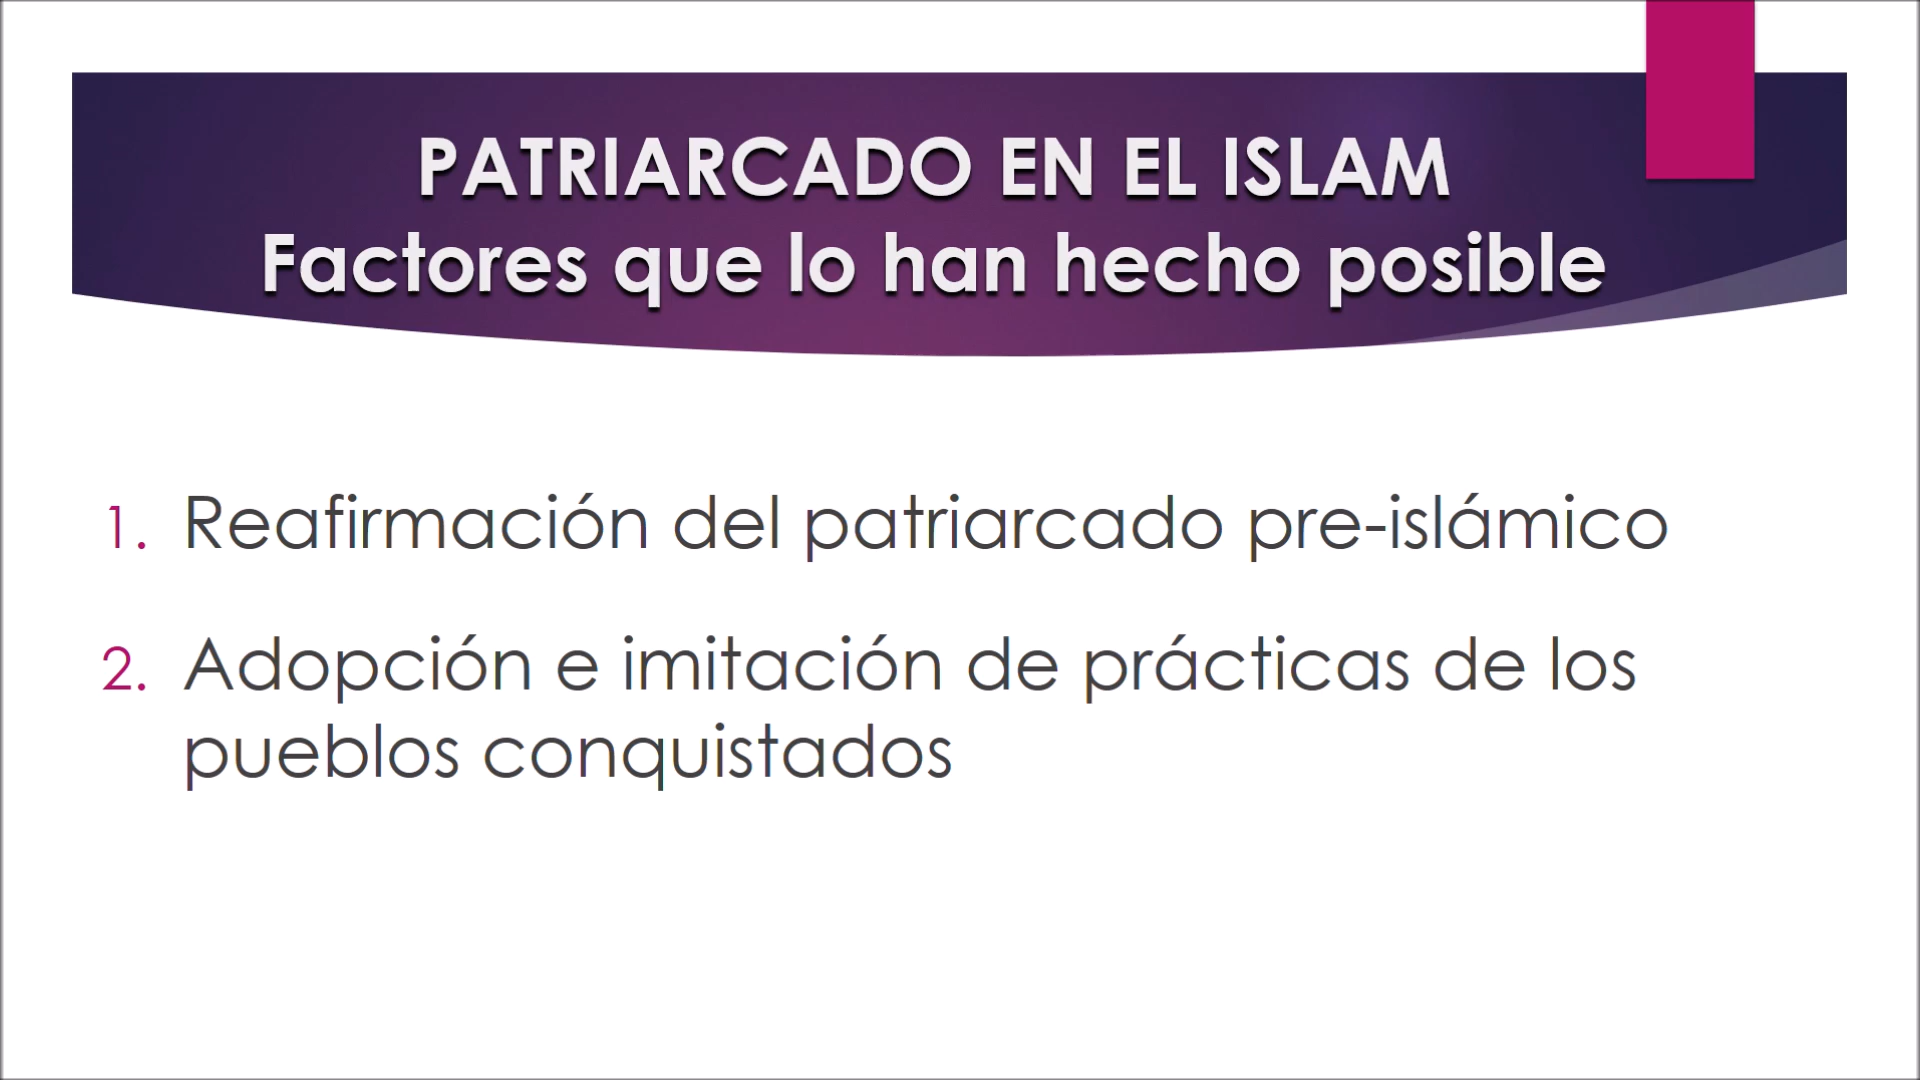 PATRIARCADO EN EL ISLAM
Factores que lo han hecho posible
1. Reafirmación del patriarcado pre-islámico
2. Adopción e imitación de prácticas de los
pueblos conquistados